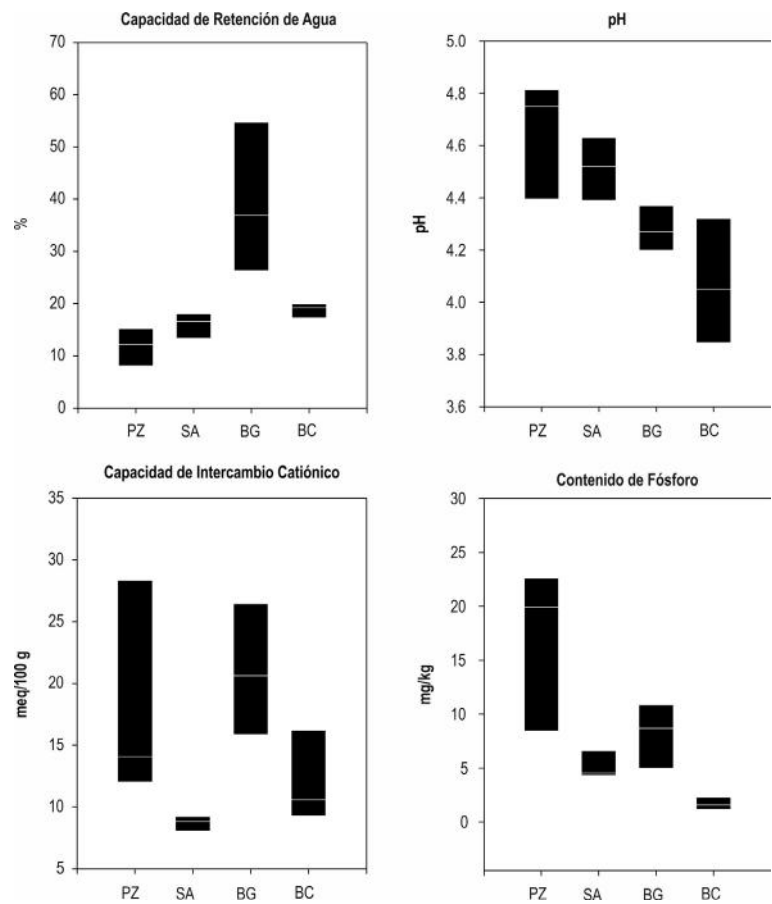 Capacidad de Retención de Agua
70
60
50
40
30
20
10
0
%
PZ SA BG BC
pH
5.0
4.8
4.6
4.4
4.2
4.0
3.8
3.6
pH
PZ SA BG BC
Capacidad de Intercambio Catiónico
35
30
25
20
15
10
5
meq/100 g
PZ SA BG BC
Contenido de Fósforo
30
25
20
15
10
5
0
mg/kg
PZ SA BG BC